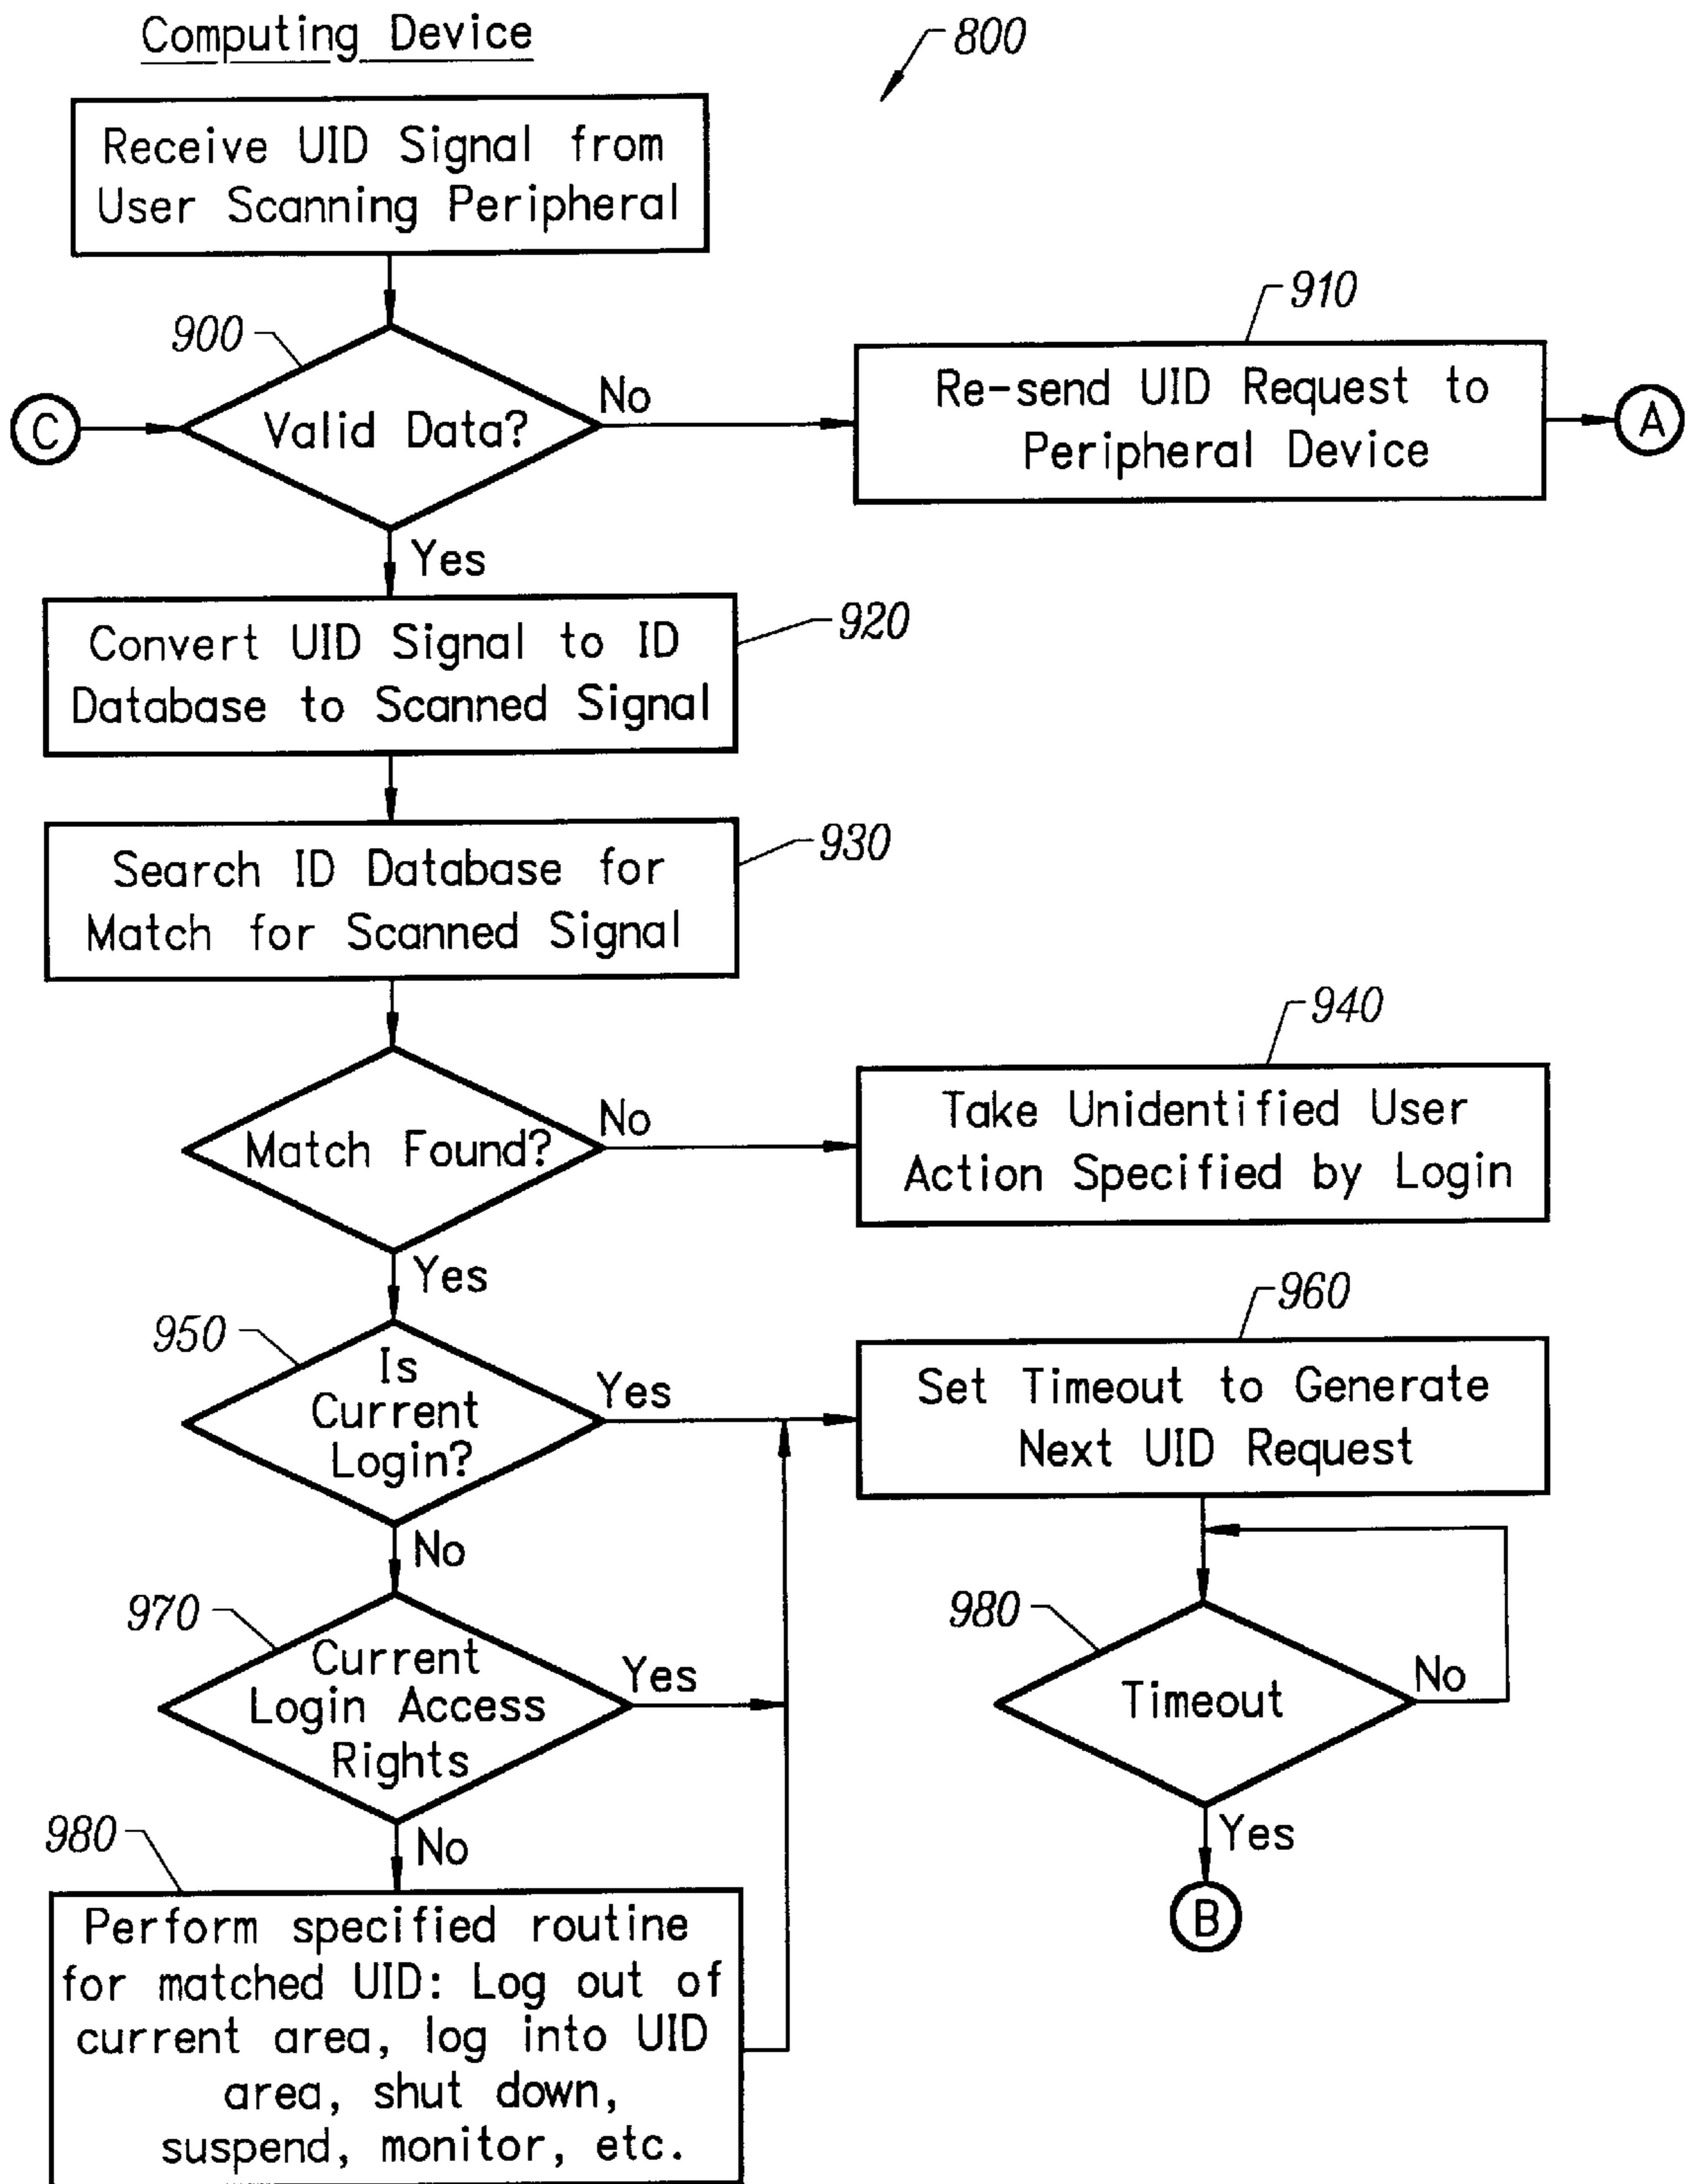 Computing Device
800
Receive UID Signal from
User Scanning Peripheral
900
910
C
Valid Data?
No
Re-send UID Request to
Peripheral Device
A
Yes
920
Convert UID Signal to ID
Database to Scanned Signal
930
Search ID Database for
Match for Scanned Signal
940
Match Found?
No
Take Unidentified User
Action Specified by Login
Yes
950
960
Is
Current
Login?
Yes
Set Timeout to Generate
Next UID Request
No
970
Current
Login Access
Rights
Yes
980
Timeout
No
Yes
B
No
980
Perform specified routine
for matched UID: Log out of
current area, log into UID
area, shut down,
suspend, monitor, etc.